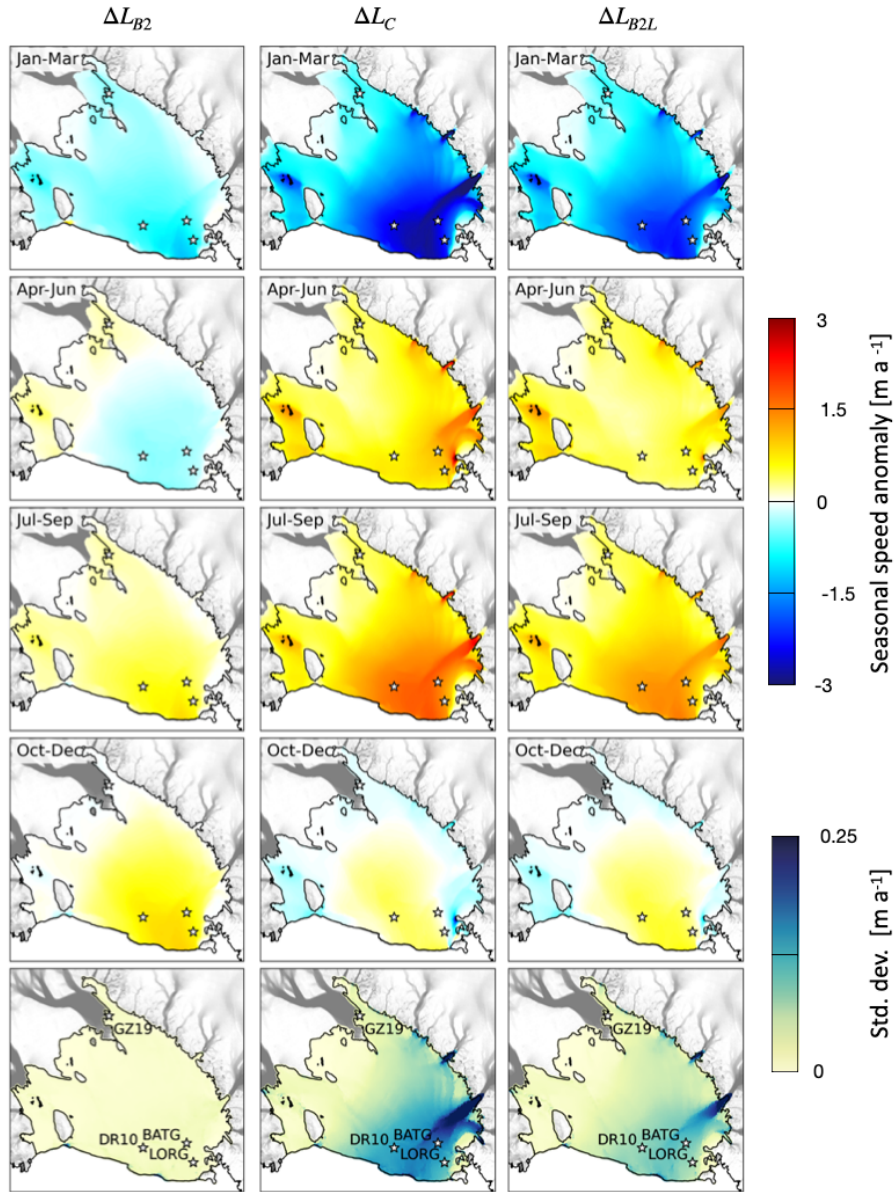 ΔL_B2 ΔL_C ΔL_B2L
Jan-Mar Jan-Mar Jan-Mar
Apr-Jun Apr-Jun Apr-Jun
3
1.5
0
-1.5
-3
Seasonal speed anomaly [m a⁻¹]
Jul-Sep Jul-Sep Jul-Sep
Oct-Dec Oct-Dec Oct-Dec
0.25
0
Std. dev. [m a⁻¹]
GZ19 GZ19 GZ19
DR10 BATG DR10 BATG DR10 BATG
LORG LORG LORG